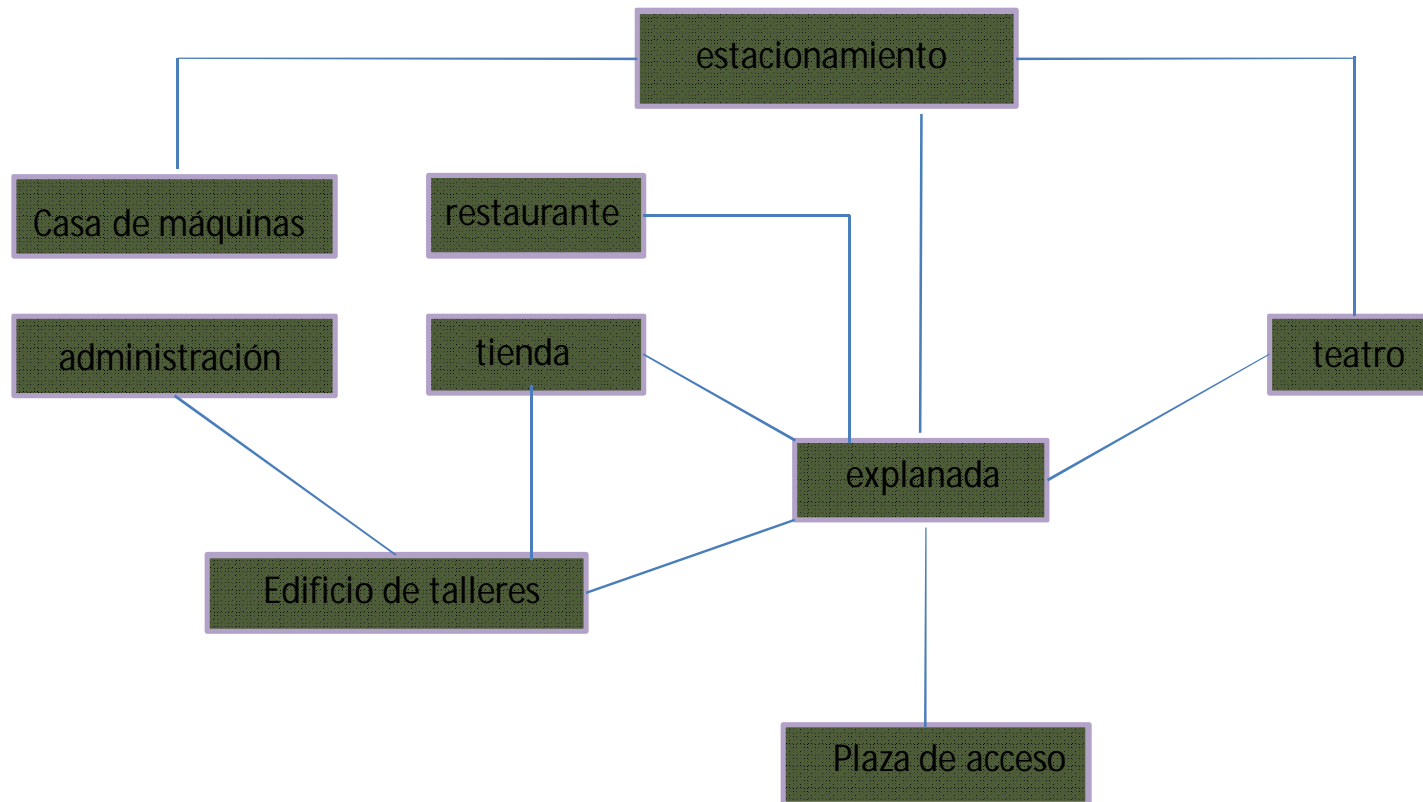 estacionamiento
Casa de máquinas
restaurante
administración
tienda
teatro
explanada
Edificio de talleres
Plaza de acceso